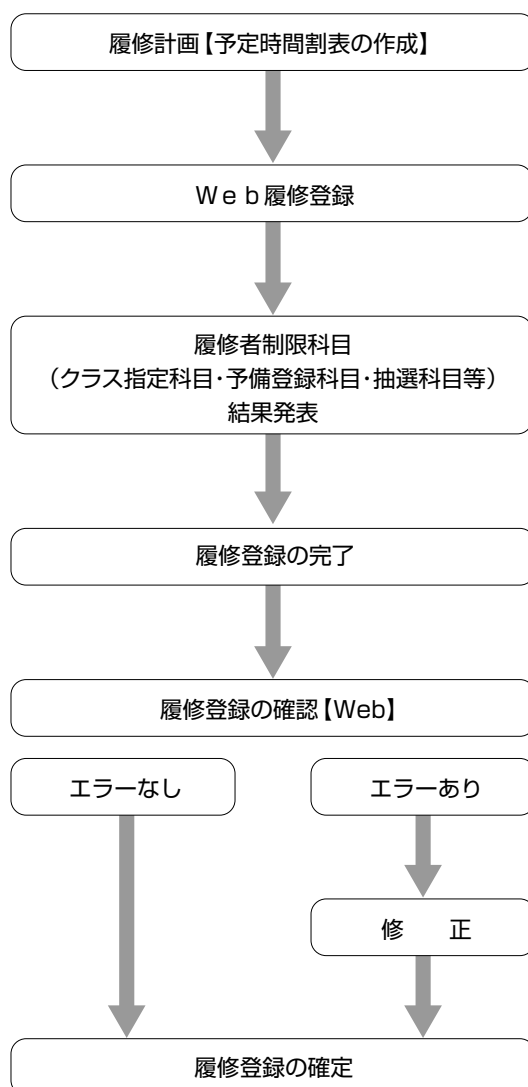 履修計画【予定時間割表の作成】
Ｗｅｂ履修登録
履修者制限科目
（クラス指定科目・予備登録科目・抽選科目等）
結果発表
履修登録の完了
履修登録の確認【Web】
エラーなし
エラーあり
修　正
履修登録の確定